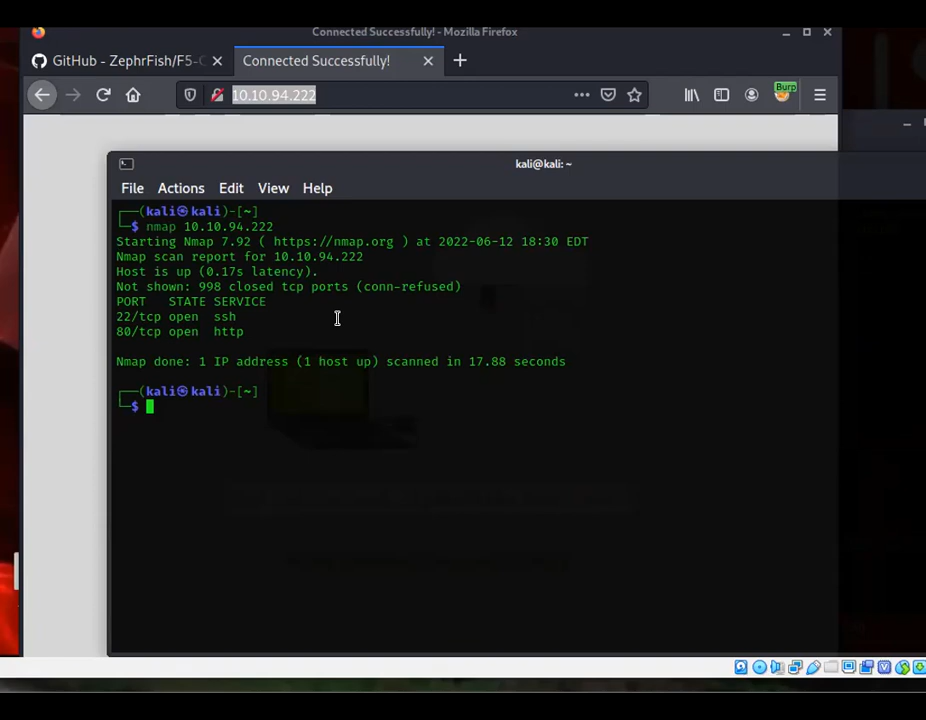 Connected Successfully! - Mozilla Firefox
GitHub - ZephrFish/F5-C
Connected Successfully!
10.10.94.222
Burp
kali@kali: ~
File Actions Edit View Help
┌──(kali㉿kali)-[~]
└─$ nmap 10.10.94.222
Starting Nmap 7.92 ( https://nmap.org ) at 2022-06-12 18:30 EDT
Nmap scan report for 10.10.94.222
Host is up (0.17s latency).
Not shown: 998 closed tcp ports (conn-refused)
PORT   STATE SERVICE
22/tcp open  ssh
80/tcp open  http
Nmap done: 1 IP address (1 host up) scanned in 17.88 seconds
┌──(kali㉿kali)-[~]
└─$